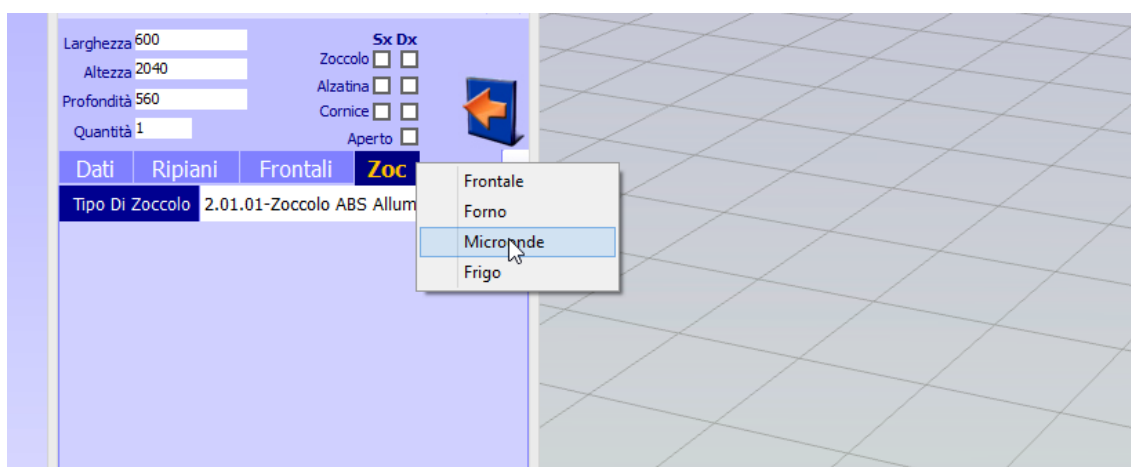 Larghezza 600 Sx Dx
Zoccolo
Altezza 2040
Alzatina
Profondità 560
Cornice
Quantità 1
Aperto
Dati Ripiani Frontali Zoc
Tipo Di Zoccolo 2.01.01-Zoccolo ABS Allum
Frontale
Forno
Microonde
Frigo